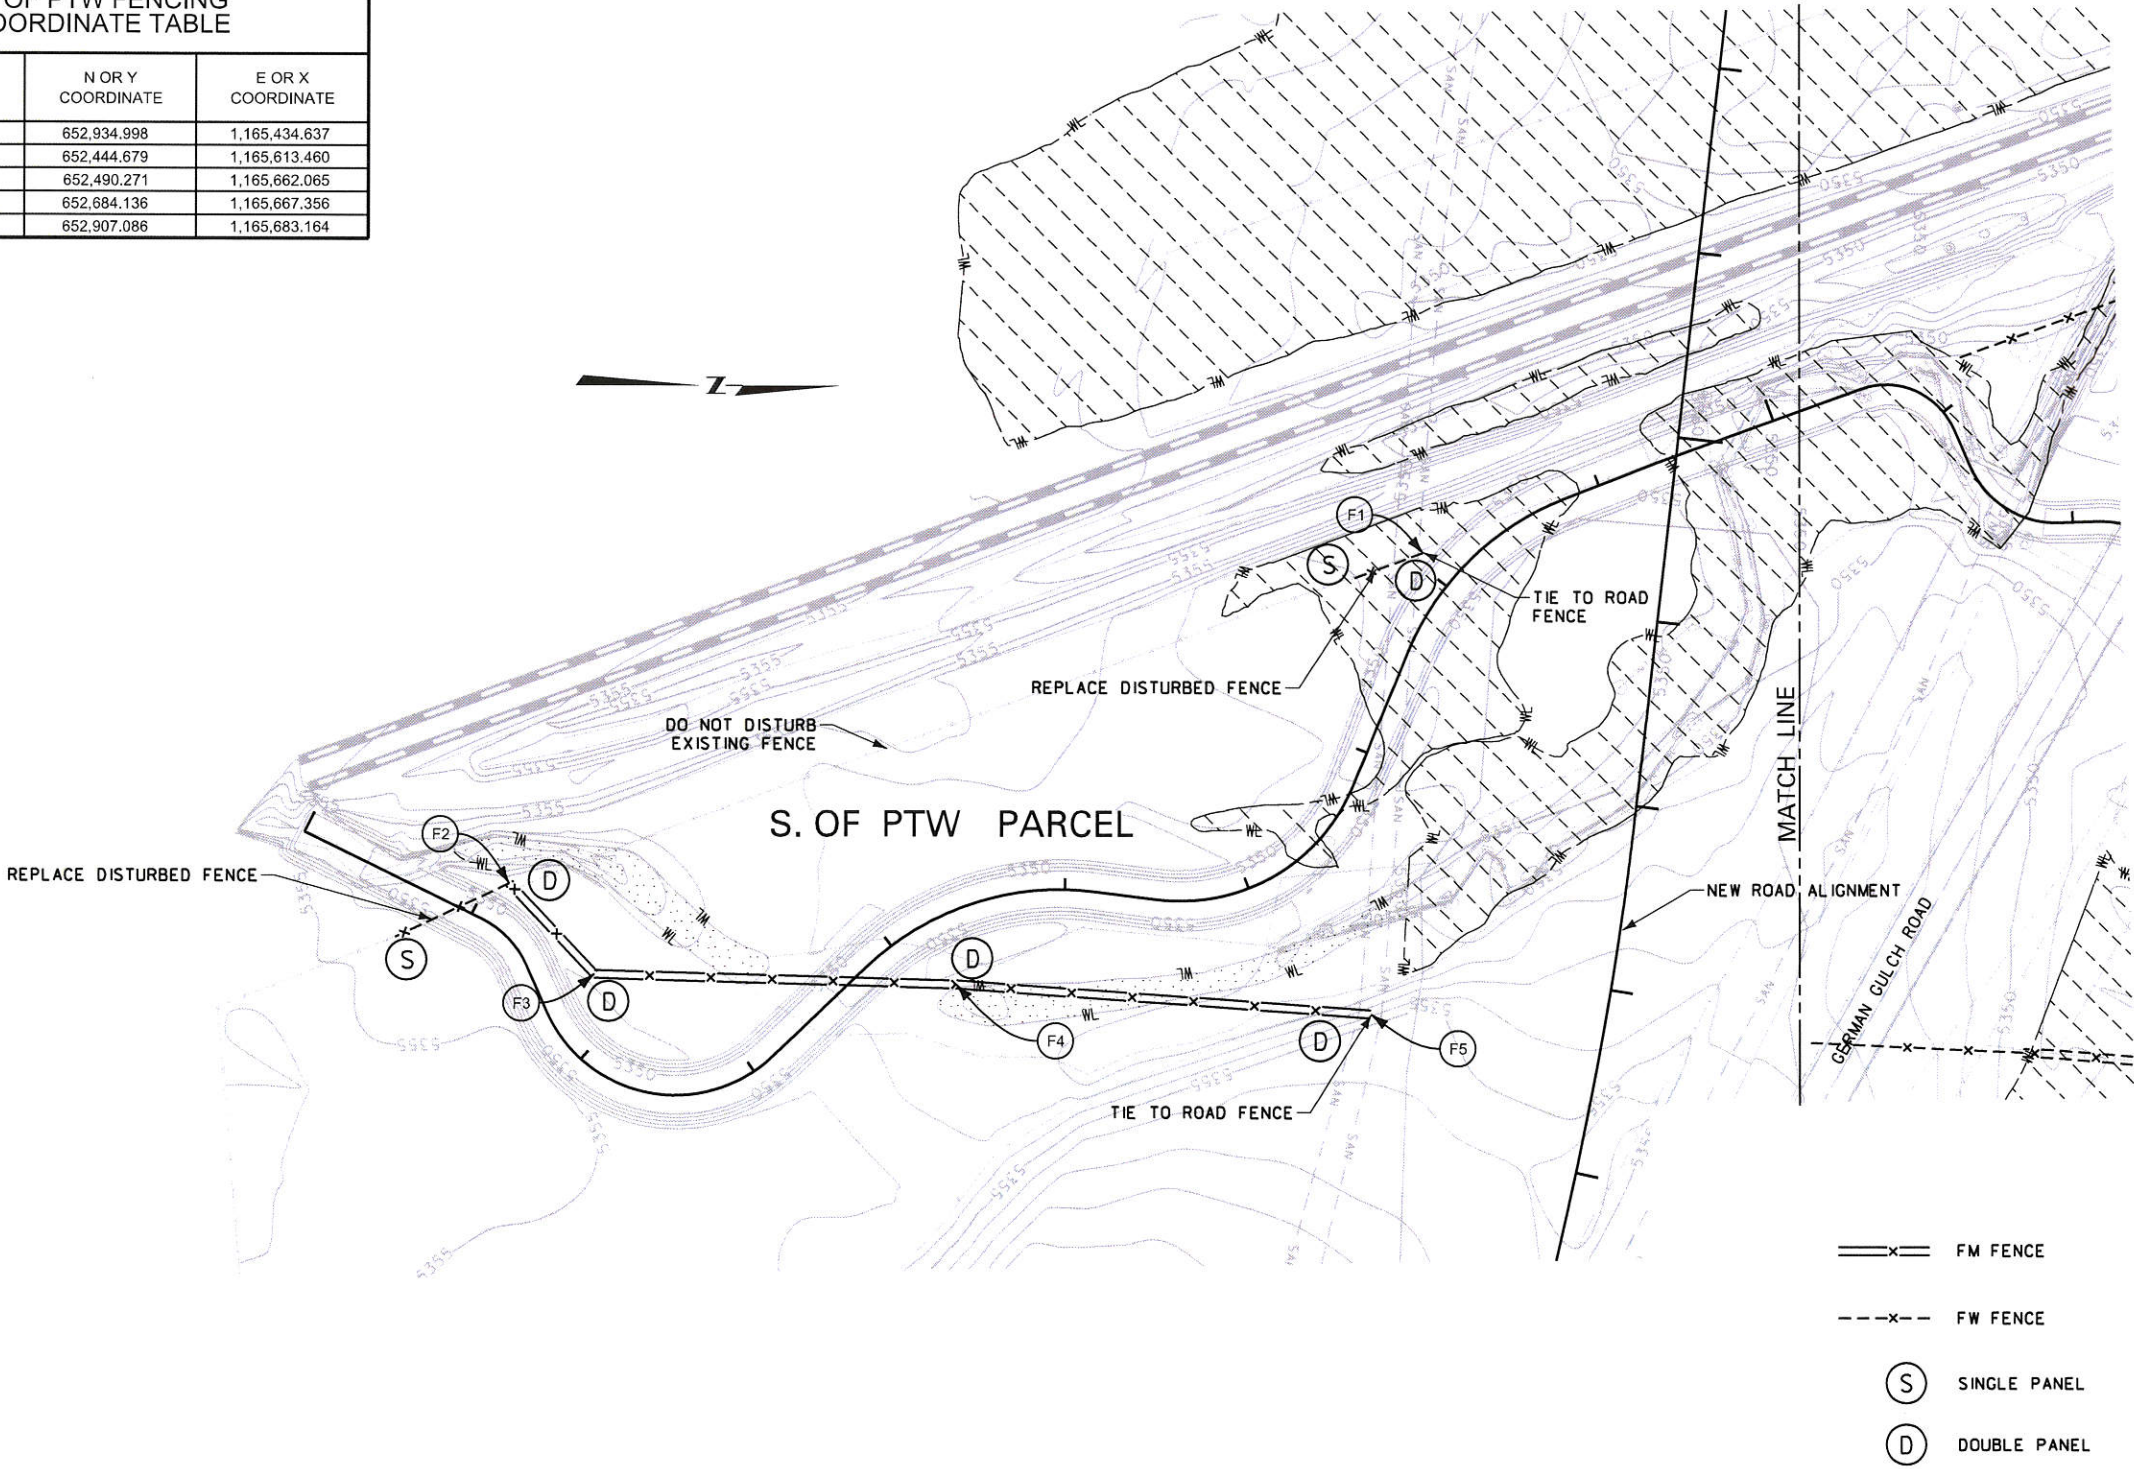 OF PTW FENCING
COORDINATE TABLE
N OR Y
COORDINATE
E OR X
COORDINATE
652,934.998 1,165,434.637
652,444.679 1,165,613.460
652,490.271 1,165,662.065
652,684.136 1,165,667.356
652,907.086 1,165,683.164
Z
F1
S
D
TIE TO ROAD
FENCE
REPLACE DISTURBED FENCE
DO NOT DISTURB
EXISTING FENCE
S. OF PTW PARCEL
MATCH LINE
F2
D
REPLACE DISTURBED FENCE
S
F3
D
D
F4
D
F5
TIE TO ROAD FENCE
NEW ROAD ALIGNMENT
GERMAN GULCH ROAD
WL
SAN
5350
5355
FM FENCE
FW FENCE
S SINGLE PANEL
D DOUBLE PANEL